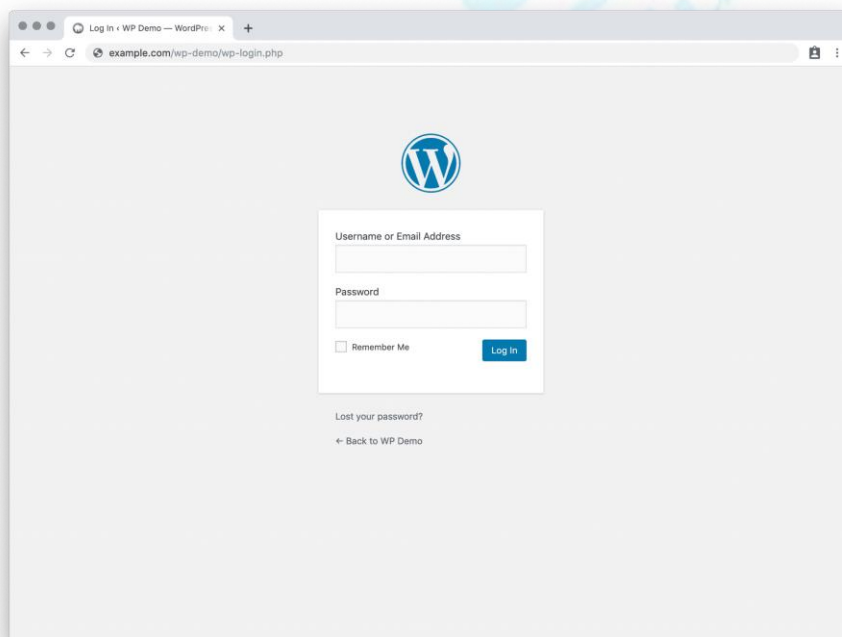 Log In ‹ WP Demo — WordPre
example.com/wp-demo/wp-login.php
W
Username or Email Address
Password
Remember Me
Log In
Lost your password?
← Back to WP Demo